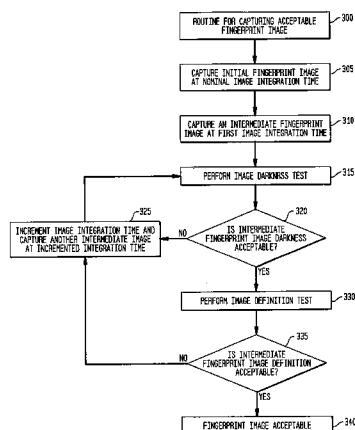 ROUTINE FOR CAPTURING ACCEPTABLE
FINGERPRINT IMAGE
300
CAPTURE INITIAL FINGERPRINT IMAGE
AT NOMINAL IMAGE INTEGRATION TIME
305
CAPTURE AN INTERMEDIATE FINGERPRINT
IMAGE AT FIRST IMAGE INTEGRATION TIME
310
PERFORM IMAGE DARKNESS TEST
315
325
INCREMENT IMAGE INTEGRATION TIME AND
CAPTURE ANOTHER INTERMEDIATE IMAGE
AT INCREMENTED INTEGRATION TIME
320
IS INTERMEDIATE
FINGERPRINT IMAGE DARKNESS
ACCEPTABLE?
NO
YES
PERFORM IMAGE DEFINITION TEST
330
335
IS INTERMEDIATE
FINGERPRINT IMAGE DEFINITION
ACCEPTABLE?
NO
YES
FINGERPRINT IMAGE ACCEPTABLE
340